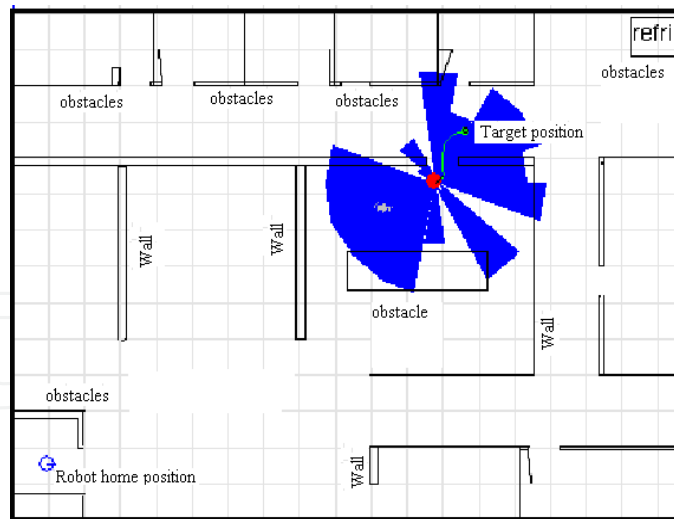 refri
obstacles
obstacles
obstacles
obstacles
Target position
Wall
Wall
obstacle
Wall
obstacles
Wall
Robot home position